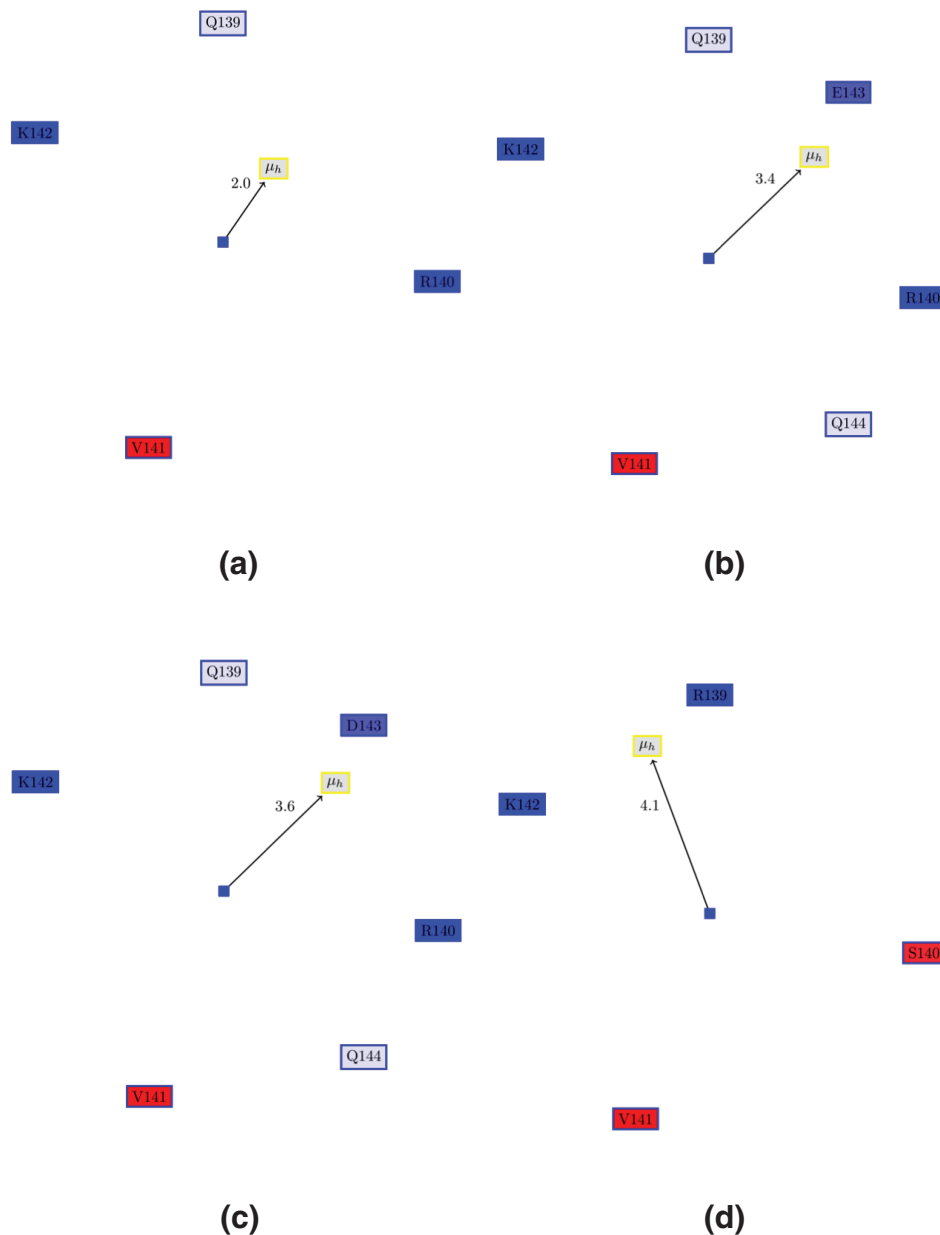 Q139
K142
μh
2.0
R140
V141
(a)
Q139
E143
K142
μh
3.4
R140
Q144
V141
(b)
Q139
D143
K142
μh
3.6
R140
Q144
V141
(c)
R139
μh
K142
4.1
S140
V141
(d)